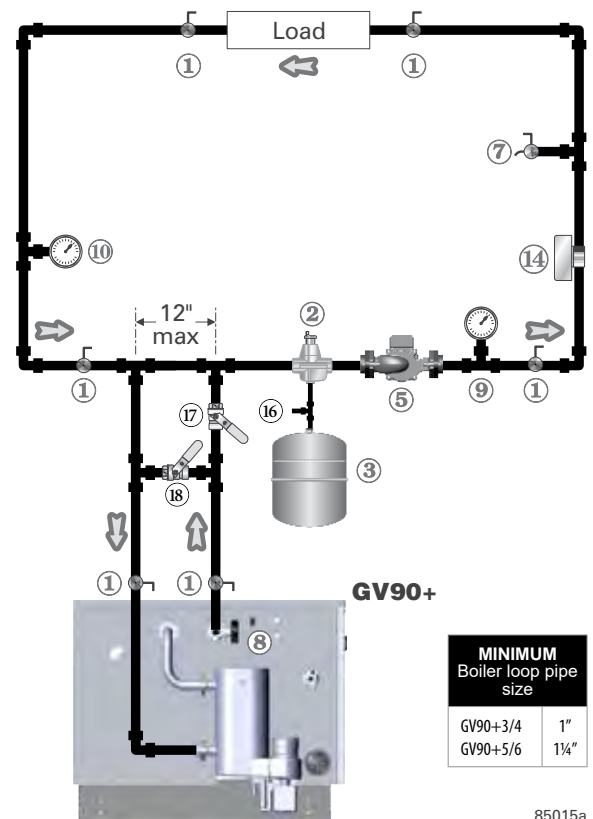 Load
1
1
7
14
10
12"
max
2
1
5
9
1
17
16
3
18
1
1
GV90+
8
MINIMUM
Boiler loop pipe
size
GV90+3/4 1"
GV90+5/6 1¼"
85015a